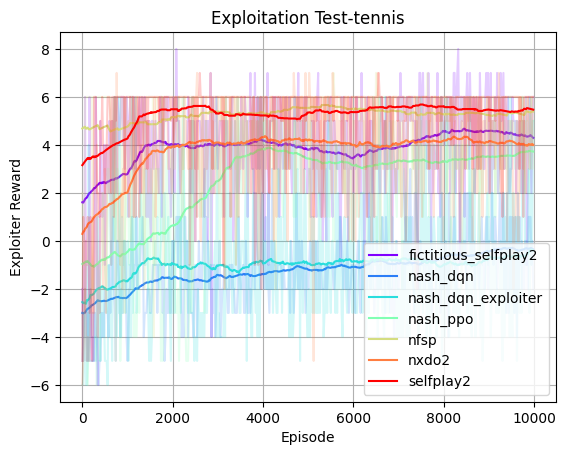 Exploitation Test-tennis
8
6
4
2
0
−2
−4
−6
Exploiter Reward
fictitious_selfplay2
nash_dqn
nash_dqn_exploiter
nash_ppo
nfsp
nxdo2
selfplay2
0 2000 4000 6000 8000 10000
Episode